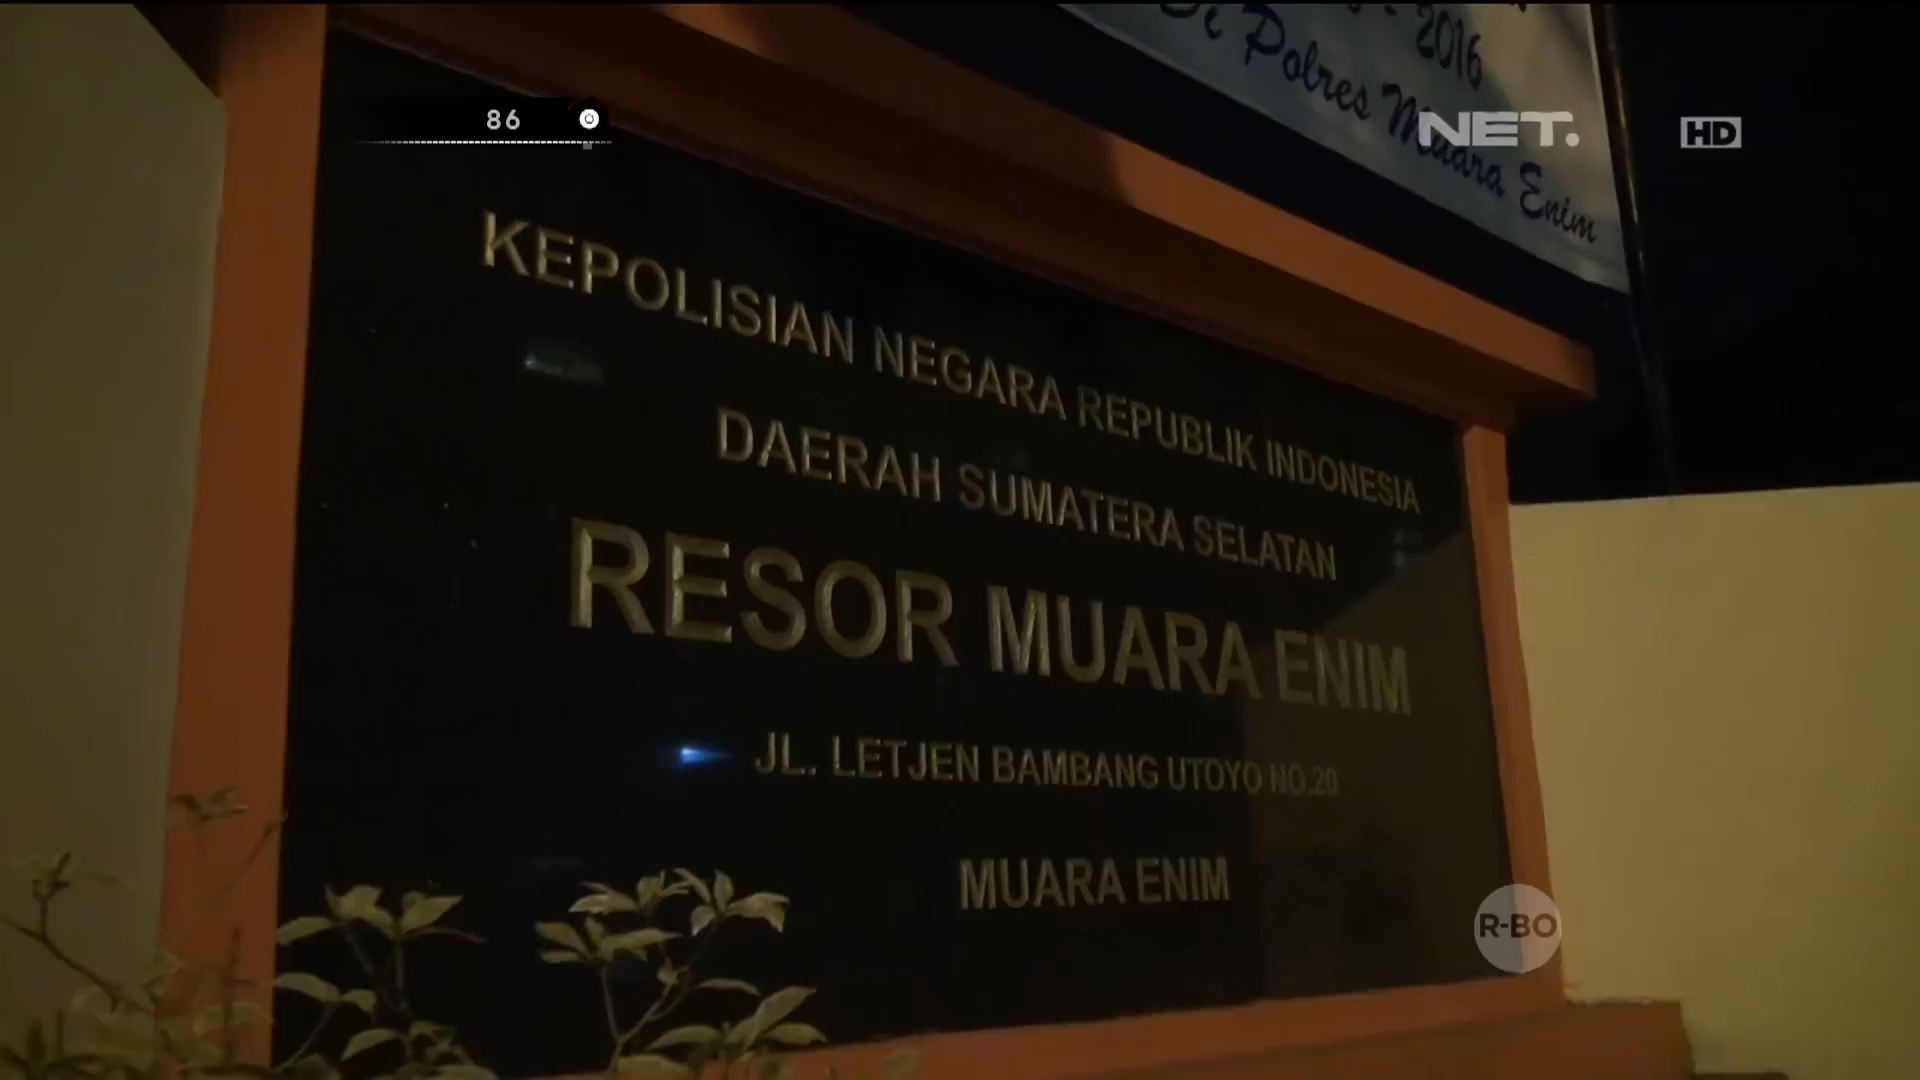 - 2016
Di Polres Muara Enim
86
NET.
HD
KEPOLISIAN NEGARA REPUBLIK INDONESIA
DAERAH SUMATERA SELATAN
RESOR MUARA ENIM
JL. LETJEN BAMBANG UTOYO NO.20
MUARA ENIM
R-BO